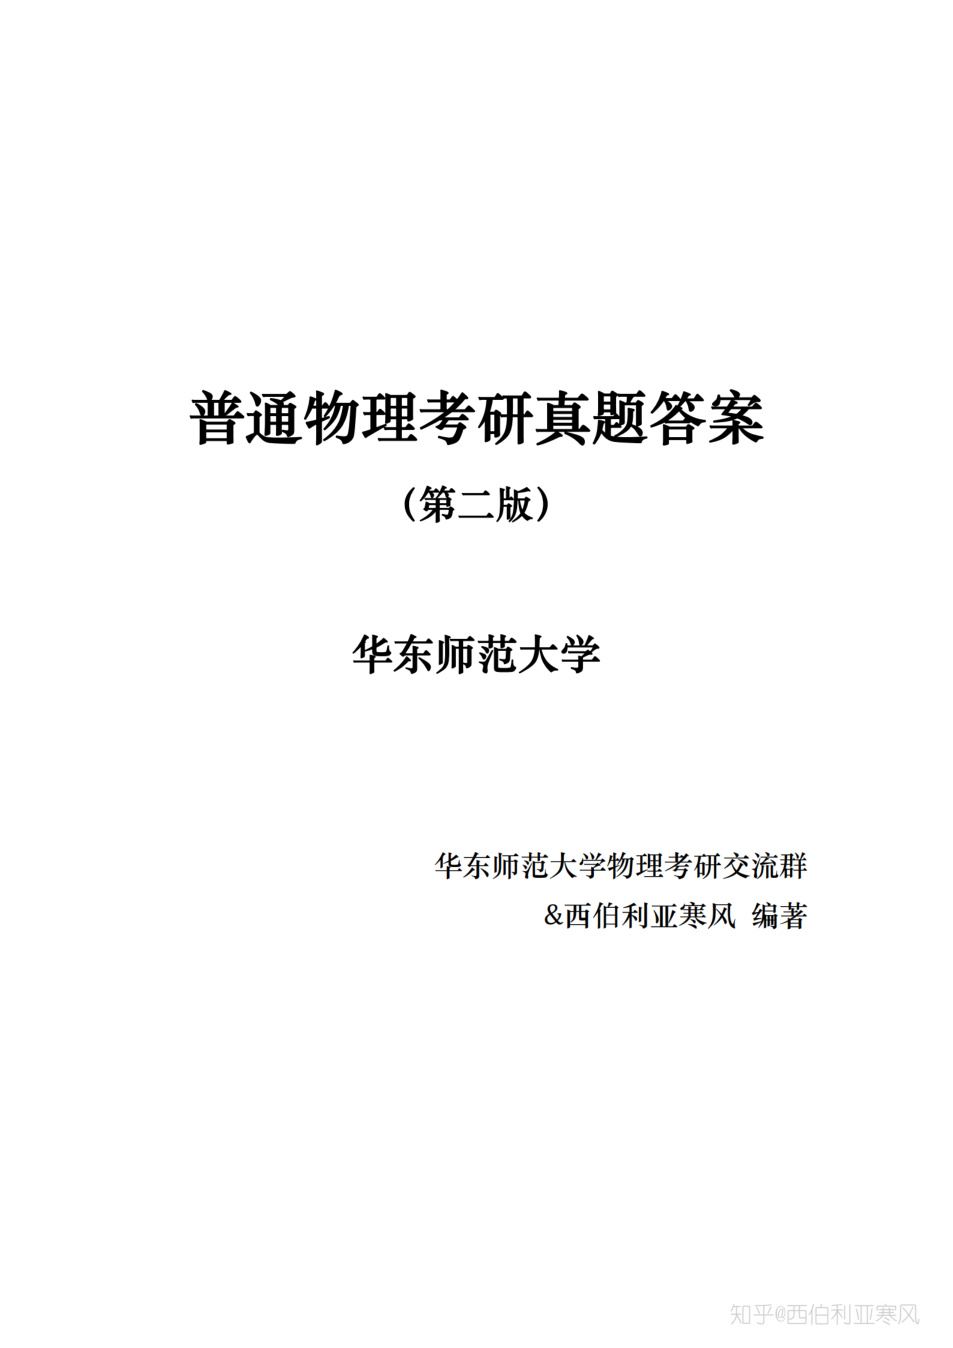 普通物理考研真题答案
（第二版）
华东师范大学
华东师范大学物理考研交流群
&西伯利亚寒风 编著
知乎@西伯利亚寒风